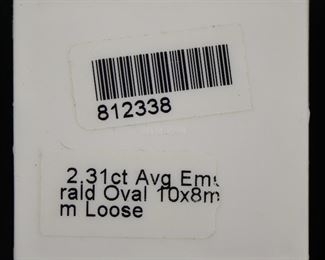 812338
2.31ct Avg Eme
rald Oval 10x8m
m Loose